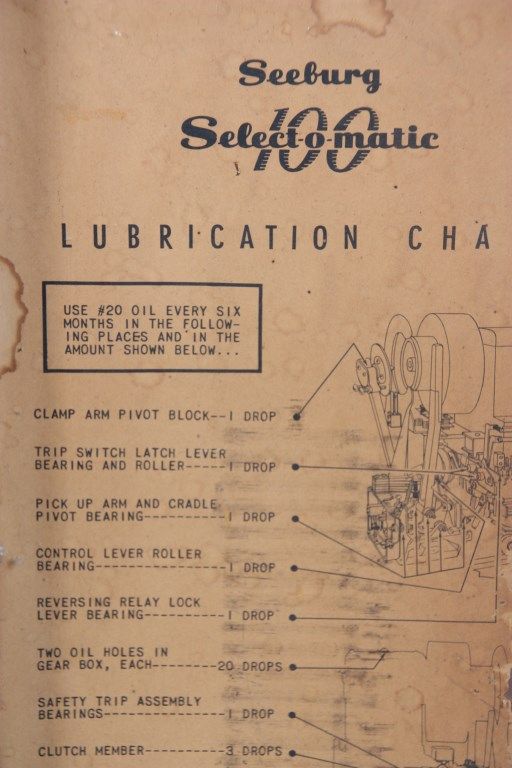 Seeburg
Select-o-matic
100
LUBRICATION CHA
USE #20 OIL EVERY SIX
MONTHS IN THE FOLLOW-
ING PLACES AND IN THE
AMOUNT SHOWN BELOW...
CLAMP ARM PIVOT BLOCK--1 DROP
TRIP SWITCH LATCH LEVER
BEARING AND ROLLER-----1 DROP
PICK UP ARM AND CRADLE
PIVOT BEARING----------1 DROP
CONTROL LEVER ROLLER
BEARING----------------1 DROP
REVERSING RELAY LOCK
LEVER BEARING----------1 DROP
TWO OIL HOLES IN
GEAR BOX, EACH--------20 DROPS
SAFETY TRIP ASSEMBLY
BEARINGS---------------1 DROP
CLUTCH MEMBER----------3 DROPS